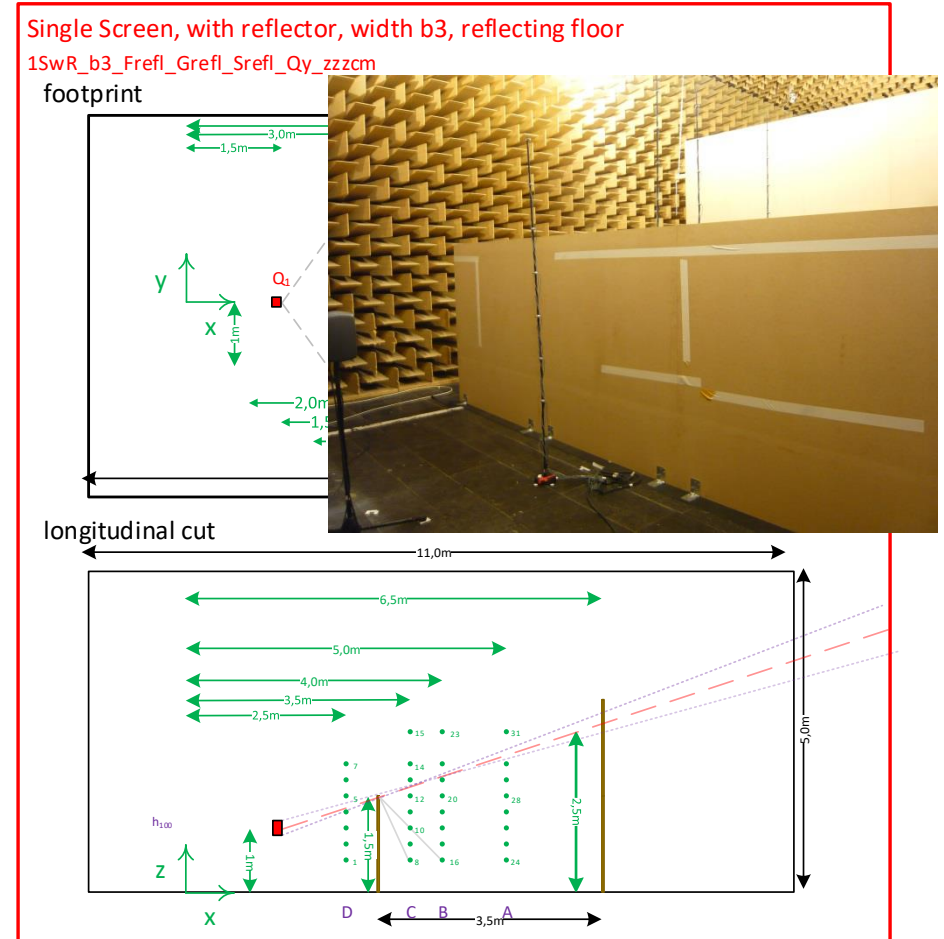 Single Screen, with reflector, width b3, reflecting floor
1SwR_b3_Frefl_Grefl_Srefl_Qy_zzzcm
footprint
3,0m
1,5m
y
Q1
x
1m
2,0m
longitudinal cut
11,0m
6,5m
5,0m
4,0m
3,5m
2,5m
15
23
31
7
14
5
12
20
28
5,0m
2,5m
h100
10
1m
1,5m
z
1
8
16
24
x
D
C
B
A
3,5m